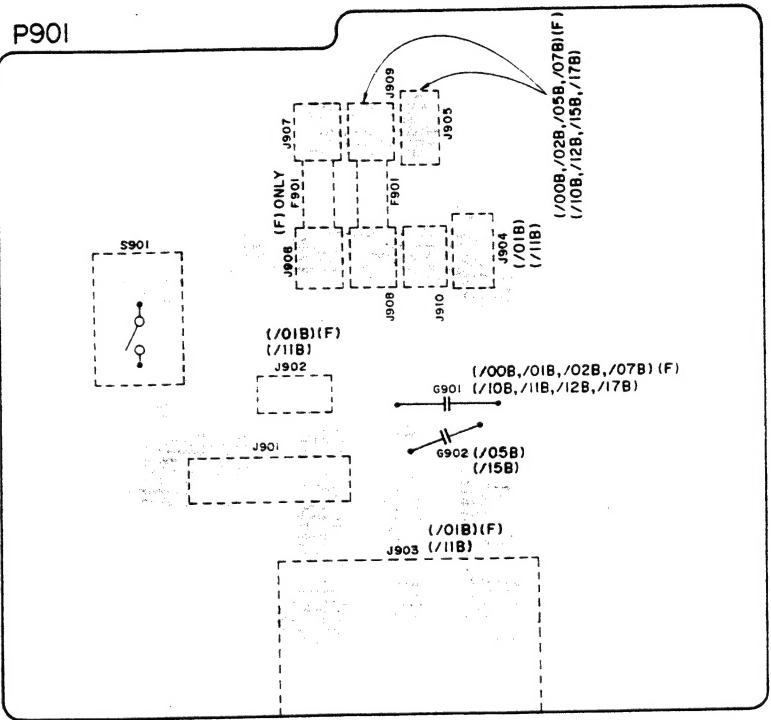 P901
J909
J907
J905
(/00B,/02B,/05B,/07B)(F)
(/10B,/12B,/15B,/17B)
(F) ONLY
F901
F901
J906
J908
J910
J904
(/01B)
(/11B)
S901
(/01B)(F)
(/11B)
J902
(/00B,/01B,/02B,/07B)(F)
G901 (/10B,/11B,/12B,/17B)
J901
G902 (/05B)
(/15B)
(/01B)(F)
J903 (/11B)